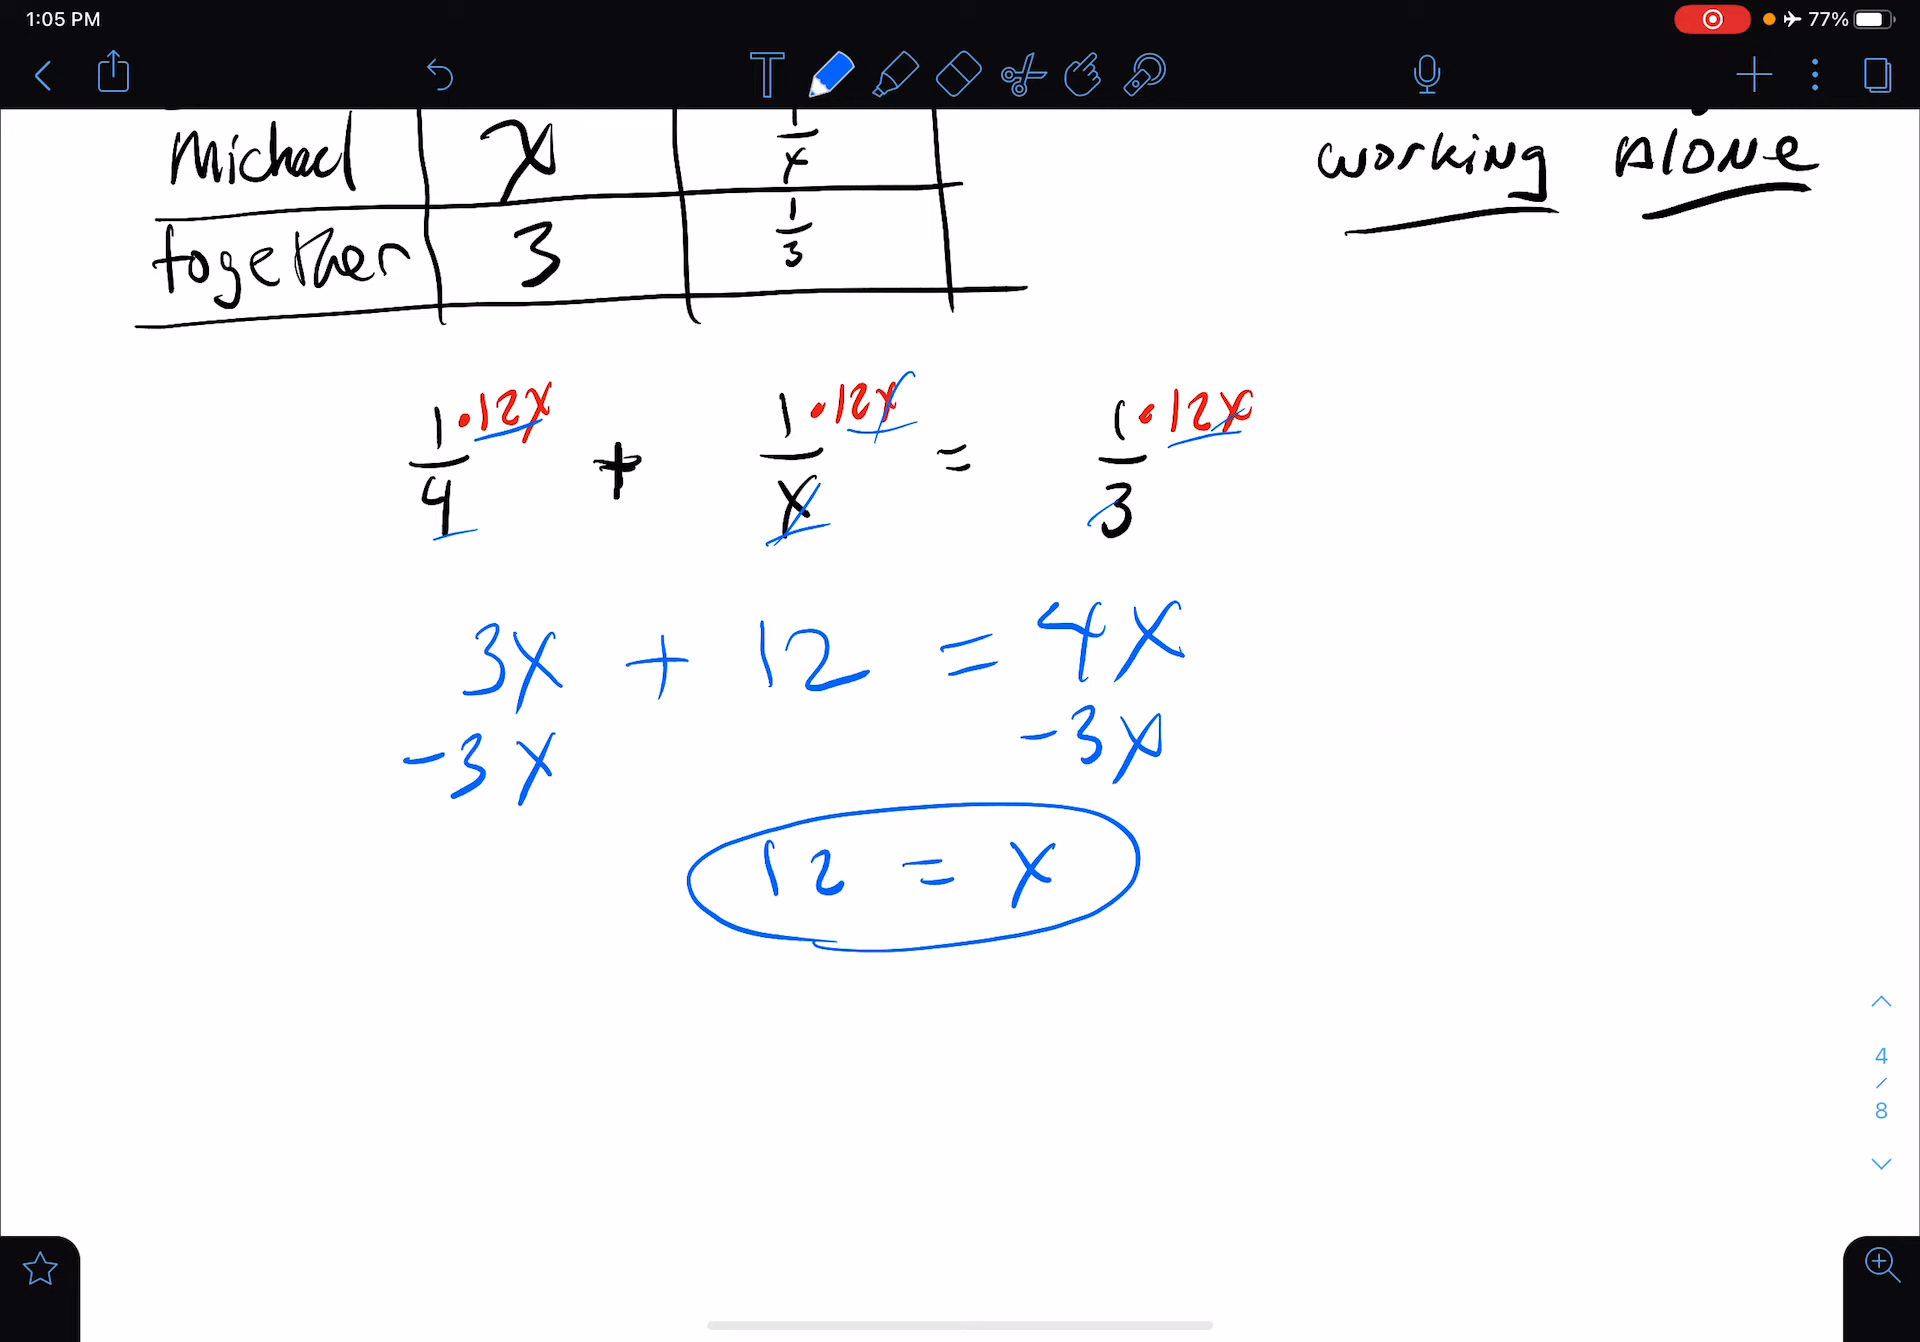 1:05 PM
77%
T
Michael x 1/x
working alone
together 3 1/3
1/4 • 12x + 1/x • 12x = 1/3 • 12x
3x + 12 = 4x
-3x -3x
12 = x
4
/
8